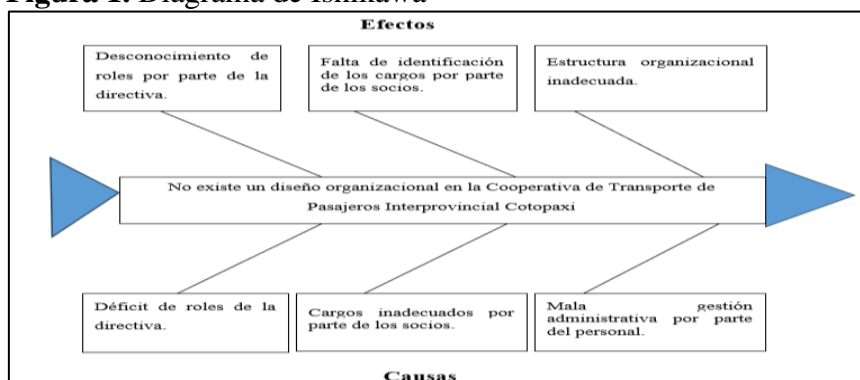 Figura 1. Diagrama de Ishikawa
Efectos
Desconocimiento de
roles por parte de la
directiva.
Falta de identificación
de los cargos por parte
de los socios.
Estructura organizacional
inadecuada.
No existe un diseño organizacional en la Cooperativa de Transporte de
Pasajeros Interprovincial Cotopaxi
Déficit de roles de la
directiva.
Cargos inadecuados por
parte de los socios.
Mala gestión
administrativa por parte
del personal.
Causas